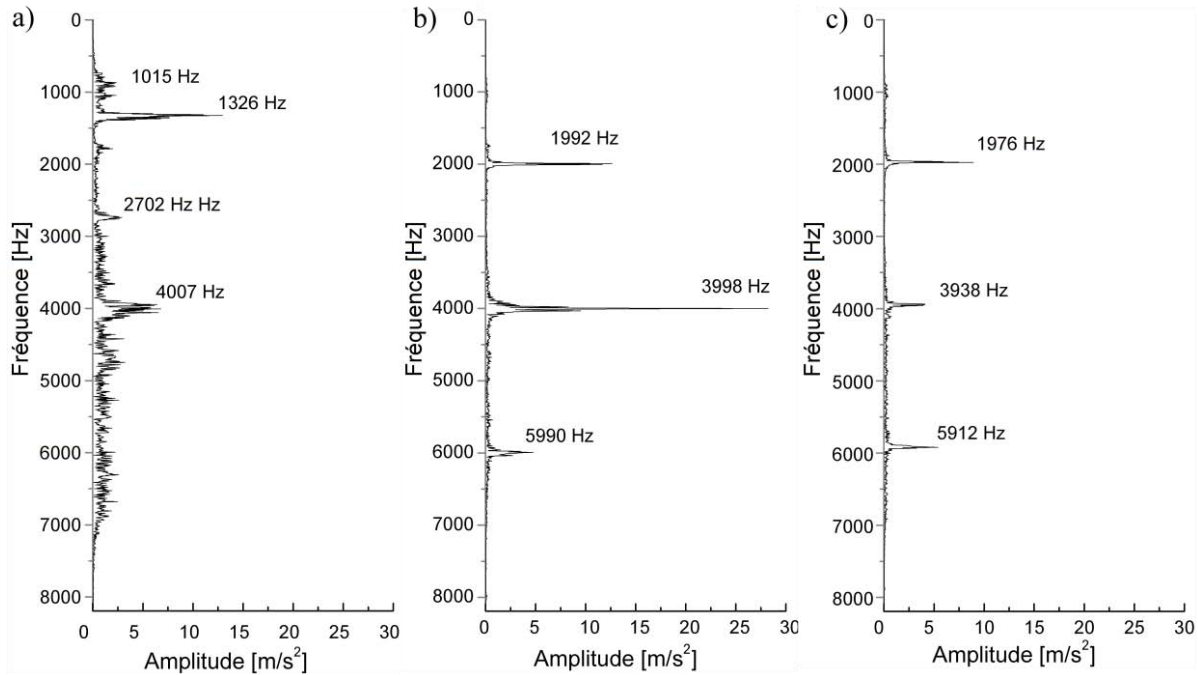 a)
0
1000
2000
3000
4000
5000
6000
7000
8000
Fréquence [Hz]
1015 Hz
1326 Hz
2702 Hz Hz
4007 Hz
0 5 10 15 20 25 30
Amplitude [m/s²]
b)
0
1000
2000
3000
4000
5000
6000
7000
8000
Fréquence [Hz]
1992 Hz
3998 Hz
5990 Hz
0 5 10 15 20 25 30
Amplitude [m/s²]
c)
0
1000
2000
3000
4000
5000
6000
7000
8000
Fréquence [Hz]
1976 Hz
3938 Hz
5912 Hz
0 5 10 15 20 25 30
Amplitude [m/s²]